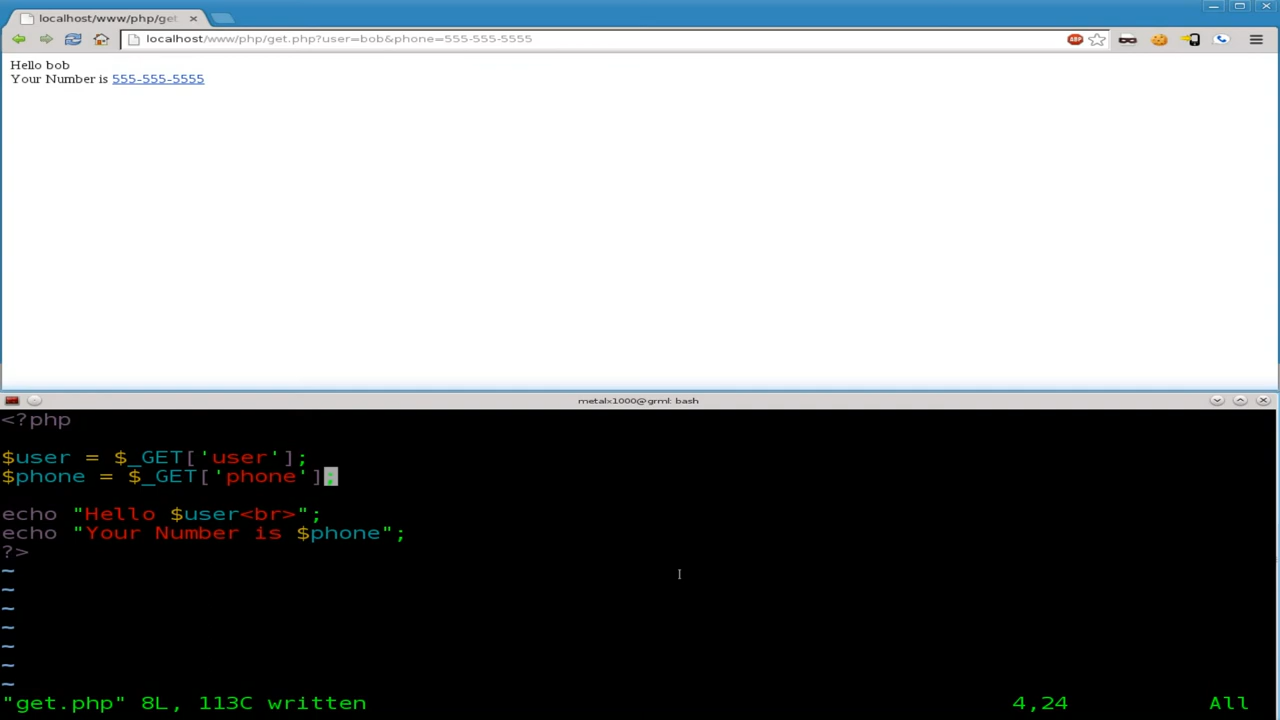 localhost/www/php/get
localhost/www/php/get.php?user=bob&phone=555-555-5555
ABP
Hello bob
Your Number is 555-555-5555
metalx1000@grml: bash
<?php
$user = $_GET['user'];
$phone = $_GET['phone'];
echo "Hello $user<br>";
echo "Your Number is $phone";
?>
~
~
~
~
~
~
~
"get.php" 8L, 113C written 4,24 All